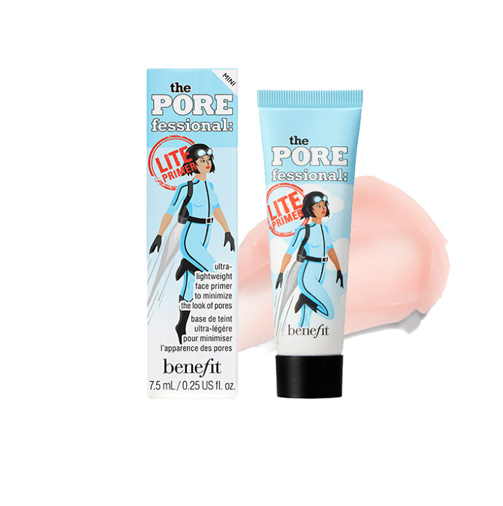 MINI
the
PORE
fessional:
LITE
PRIMER
ultra-
lightweight
face primer
to minimize
the look of pores
base de teint
ultra-légère
pour minimiser
l'apparence des pores
benefit
7.5 mL / 0.25 US fl. oz.
the
PORE
fessional:
LITE
PRIMER
benefit